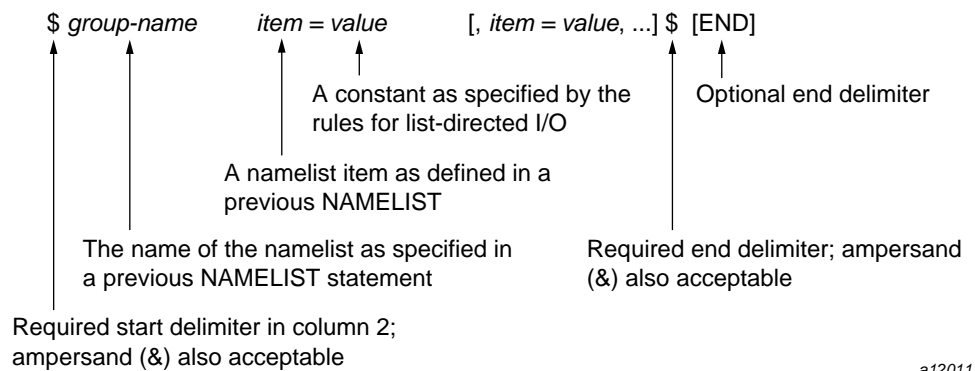 $ group-name item = value [, item = value, ...] $ [END]
A constant as specified by the
rules for list-directed I/O
Optional end delimiter
A namelist item as defined in a
previous NAMELIST
The name of the namelist as specified in
a previous NAMELIST statement
Required end delimiter; ampersand
(&) also acceptable
Required start delimiter in column 2;
ampersand (&) also acceptable
a12011